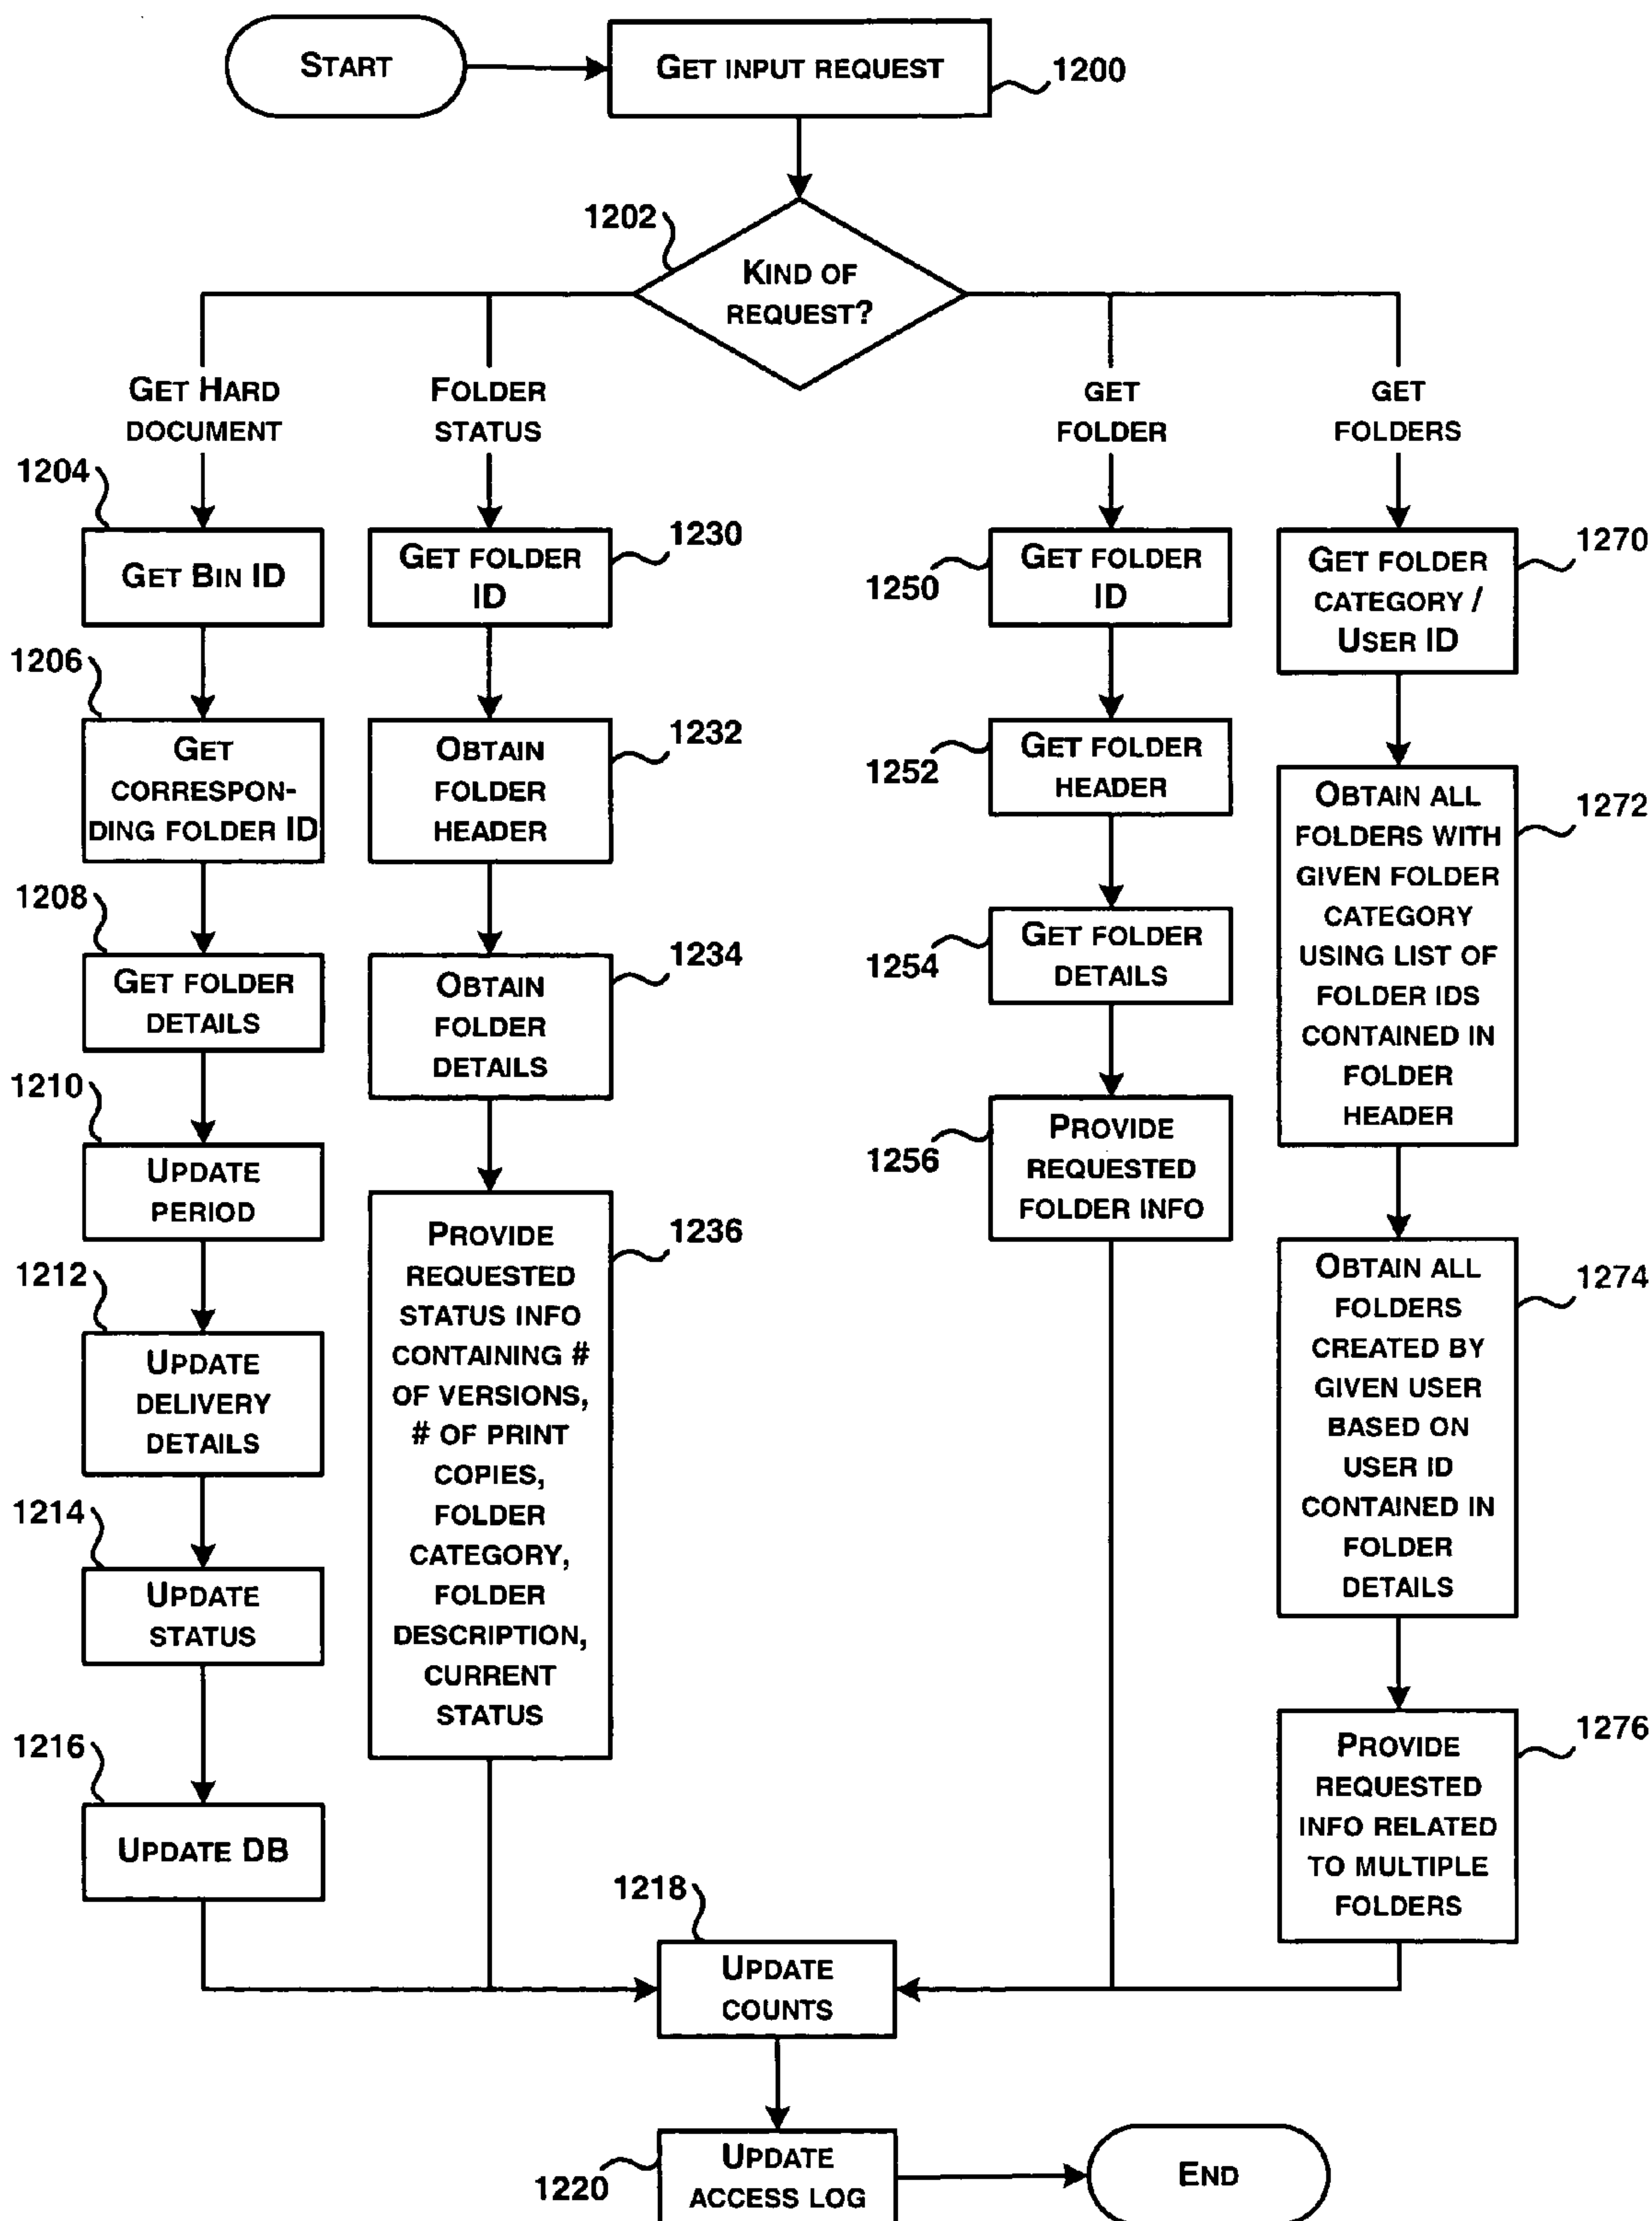 START
GET INPUT REQUEST
1200
1202
KIND OF
REQUEST?
GET HARD
DOCUMENT
FOLDER
STATUS
GET
FOLDER
GET
FOLDERS
1204
GET BIN ID
1206
GET
CORRESPON-
DING FOLDER ID
1208
GET FOLDER
DETAILS
1210
UPDATE
PERIOD
1212
UPDATE
DELIVERY
DETAILS
1214
UPDATE
STATUS
1216
UPDATE DB
1230
GET FOLDER
ID
1232
OBTAIN
FOLDER
HEADER
1234
OBTAIN
FOLDER
DETAILS
1236
PROVIDE
REQUESTED
STATUS INFO
CONTAINING #
OF VERSIONS,
# OF PRINT
COPIES,
FOLDER
CATEGORY,
FOLDER
DESCRIPTION,
CURRENT
STATUS
1250
GET FOLDER
ID
1252
GET FOLDER
HEADER
1254
GET FOLDER
DETAILS
1256
PROVIDE
REQUESTED
FOLDER INFO
1270
GET FOLDER
CATEGORY /
USER ID
1272
OBTAIN ALL
FOLDERS WITH
GIVEN FOLDER
CATEGORY
USING LIST OF
FOLDER IDS
CONTAINED IN
FOLDER
HEADER
1274
OBTAIN ALL
FOLDERS
CREATED BY
GIVEN USER
BASED ON
USER ID
CONTAINED IN
FOLDER
DETAILS
1276
PROVIDE
REQUESTED
INFO RELATED
TO MULTIPLE
FOLDERS
1218
UPDATE
COUNTS
1220
UPDATE
ACCESS LOG
END